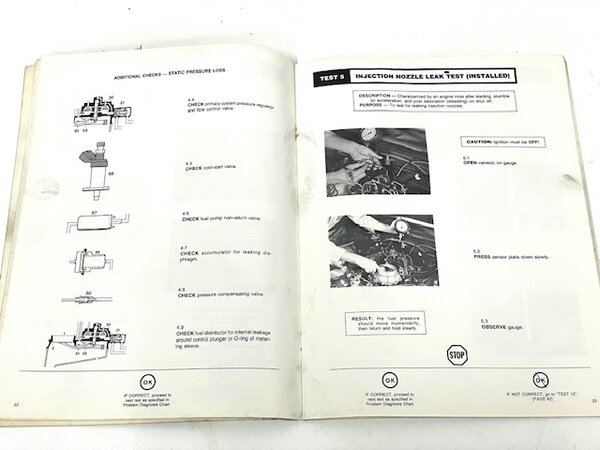 ADDITIONAL CHECKS — STATIC PRESSURE LOSS
4.4
CHECK primary system pressure regulator
and flow control valve.
4.5
CHECK cold-start valve.
4.6
CHECK fuel pump non-return valve.
67
4.7
CHECK accumulator for leaking dia-
phragm.
4.8
CHECK pressure compensating valve.
4.9
CHECK fuel distributor for internal leakage
around control plunger or O-ring of meter-
ing sleeve.
OK
IF CORRECT, proceed to
next test as specified in
Problem Diagnosis Chart.
22
TEST 5 INJECTION NOZZLE LEAK TEST (INSTALLED)
DESCRIPTION — Characterized by an engine miss after starting, stumble
on acceleration, and post detonation (dieseling) on shut off.
PURPOSE — To test for leaking injection nozzles.
CAUTION: Ignition must be OFF!
5.1
OPEN valve(s) on gauge
5.2
PRESS sensor plate down slowly.
5.3
OBSERVE gauge.
RESULT: the fuel pressure
should move momentarily,
then return and hold steady.
STOP
OK
IF CORRECT, proceed to
next test as specified in
Problem Diagnosis Chart.
OK
IF NOT CORRECT, go to "TEST 12".
(PAGE 42)
23